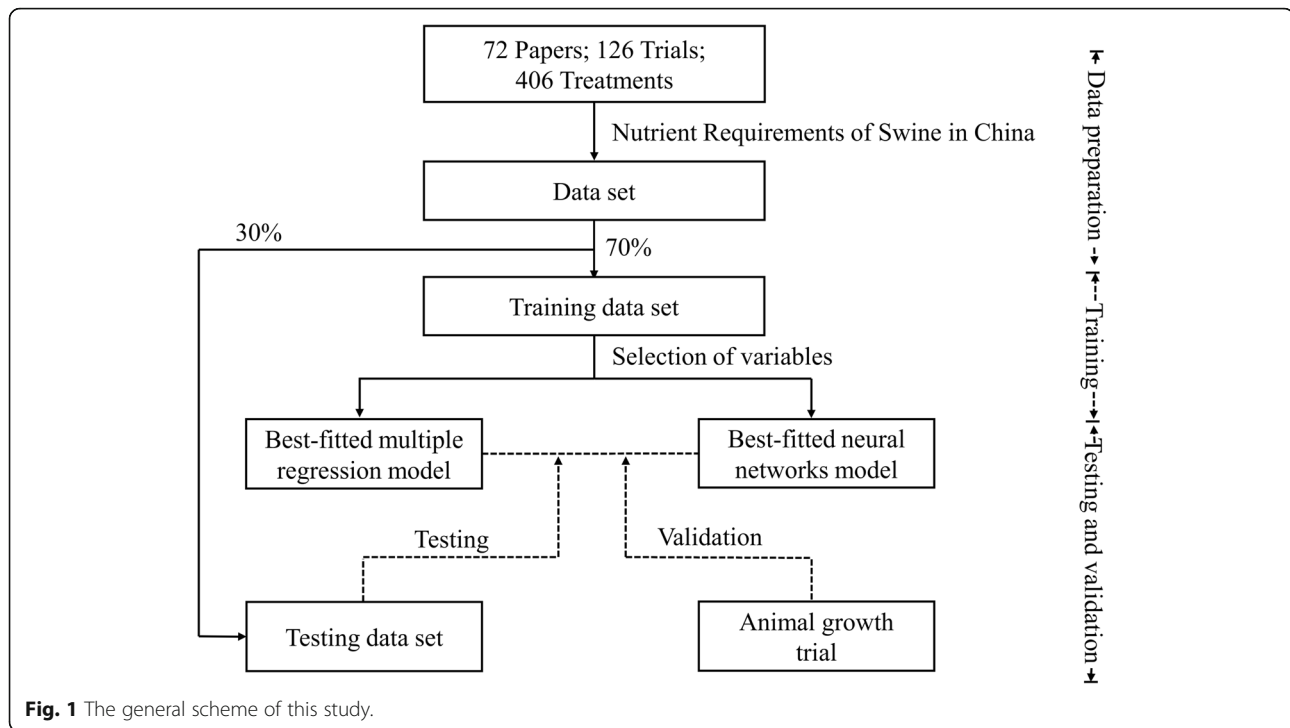 72 Papers; 126 Trials;
406 Treatments
Nutrient Requirements of Swine in China
Data set
30%
70%
Training data set
Selection of variables
Best-fitted multiple
regression model
Best-fitted neural
networks model
Testing
Validation
Testing data set
Animal growth
trial
Data preparation
Training
Testing and validation
Fig. 1 The general scheme of this study.